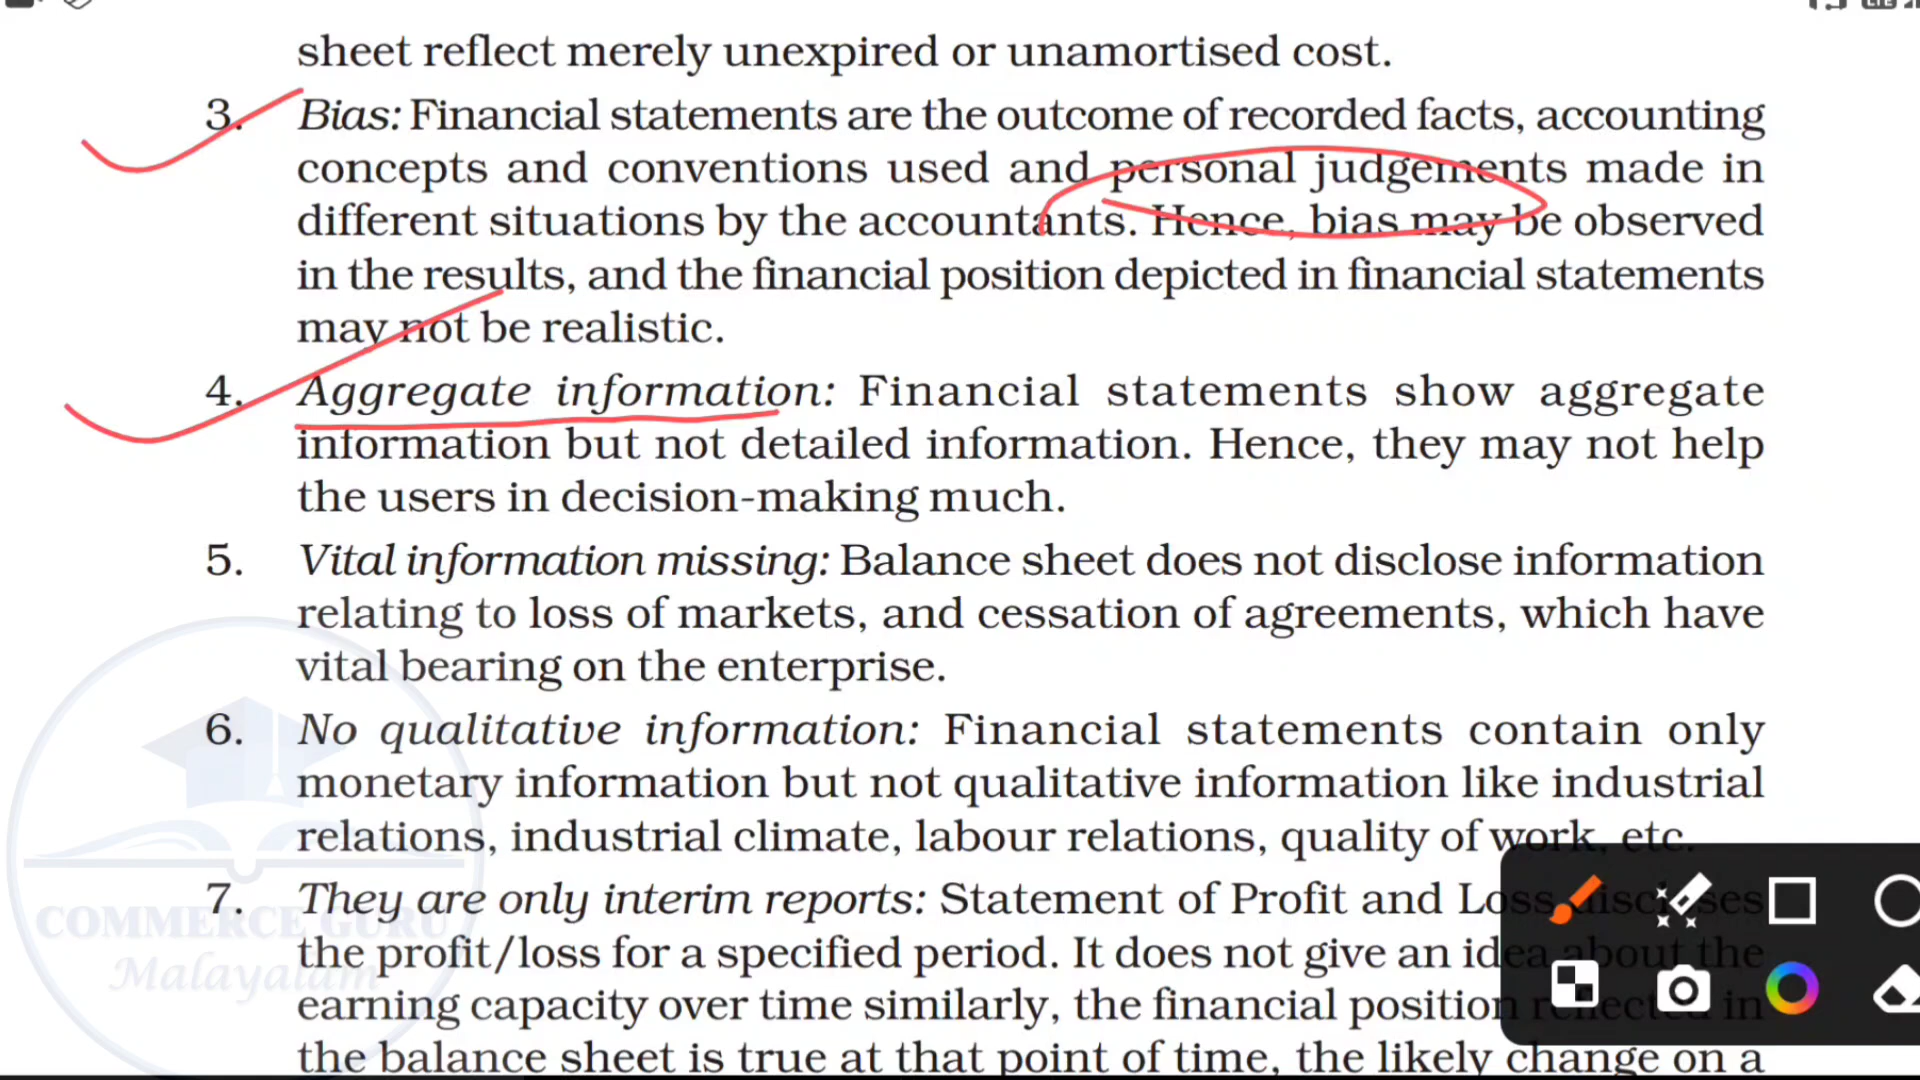 sheet reflect merely unexpired or unamortised cost.
3. Bias: Financial statements are the outcome of recorded facts, accounting
concepts and conventions used and personal judgements made in
different situations by the accountants. Hence, bias may be observed
in the results, and the financial position depicted in financial statements
may not be realistic.
4. Aggregate information: Financial statements show aggregate
information but not detailed information. Hence, they may not help
the users in decision-making much.
5. Vital information missing: Balance sheet does not disclose information
relating to loss of markets, and cessation of agreements, which have
vital bearing on the enterprise.
6. No qualitative information: Financial statements contain only
monetary information but not qualitative information like industrial
relations, industrial climate, labour relations, quality of work, etc.
7. They are only interim reports: Statement of Profit and Loss discloses
the profit/loss for a specified period. It does not give an idea about the
earning capacity over time similarly, the financial position reflected in
the balance sheet is true at that point of time, the likely change on a
COMMERCE GURU
Malayalam